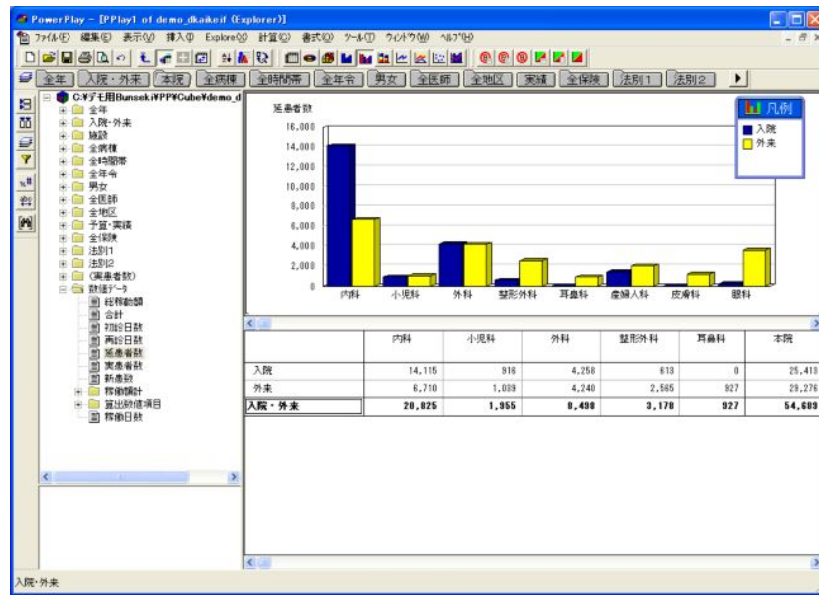 PowerPlay - [PPlay1 of demo_dkaikeif (Explorer)]
ファイル(F) 編集(E) 表示(V) 挿入(I) Explore(X) 計算(C) 書式(O) ツール(T) ウィンドウ(W) ヘルプ(H)
全年 入院・外来 本院 全病棟 全時間帯 全年令 男女 全医師 全地区 実績 全保険 法別1 法別2
C:¥デモ用Bunseki¥PP¥Cube¥demo_d
全年
入院・外来
施設
全病棟
全時間帯
全年令
男女
全医師
全地区
予算・実績
全保険
法別1
法別2
(実患者数)
数値データ
総稼動額
合計
初診日数
再診日数
延患者数
実患者数
新患数
稼働額計
算出数値項目
稼働日数
延患者数
16,000
14,000
12,000
10,000
8,000
6,000
4,000
2,000
0
内科 小児科 外科 整形外科 耳鼻科 産婦人科 皮膚科 眼科
凡例
入院
外来
内科 小児科 外科 整形外科 耳鼻科 本院
入院 14,115 916 4,258 613 0 25,413
外来 6,710 1,039 4,240 2,565 927 29,276
入院・外来 20,825 1,955 8,498 3,178 927 54,689
入院・外来